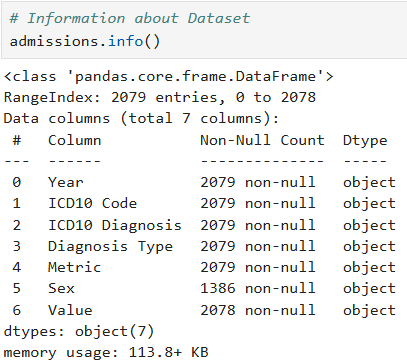 # Information about Dataset
admissions.info()
<class 'pandas.core.frame.DataFrame'>
RangeIndex: 2079 entries, 0 to 2078
Data columns (total 7 columns):
 #   Column          Non-Null Count  Dtype
---  ------          --------------  -----
 0   Year            2079 non-null   object
 1   ICD10 Code      2079 non-null   object
 2   ICD10 Diagnosis 2079 non-null   object
 3   Diagnosis Type  2079 non-null   object
 4   Metric          2079 non-null   object
 5   Sex             1386 non-null   object
 6   Value           2078 non-null   object
dtypes: object(7)
memory usage: 113.8+ KB